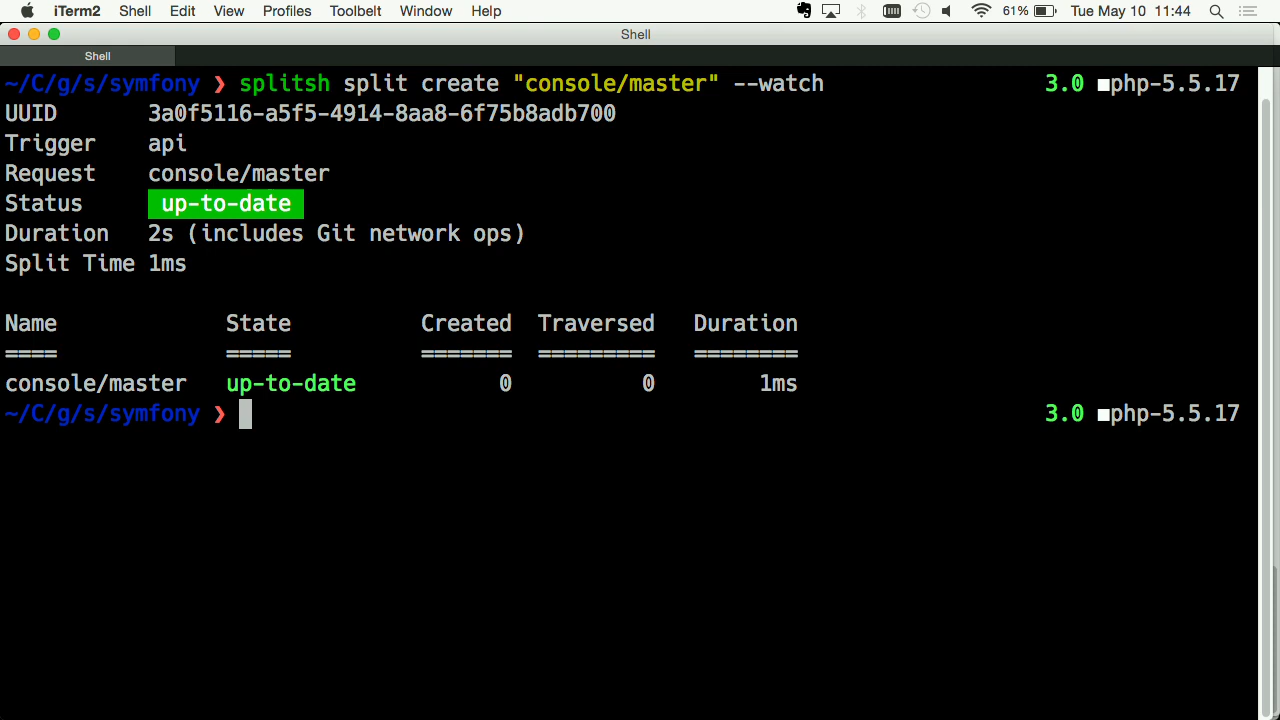 iTerm2 Shell Edit View Profiles Toolbelt Window Help 61% Tue May 10 11:44
Shell
Shell
~/C/g/s/symfony ❯ splitsh split create "console/master" --watch 3.0 ■php-5.5.17
UUID 3a0f5116-a5f5-4914-8aa8-6f75b8adb700
Trigger api
Request console/master
Status up-to-date
Duration 2s (includes Git network ops)
Split Time 1ms
Name State Created Traversed Duration
==== ===== ======= ========= ========
console/master up-to-date 0 0 1ms
~/C/g/s/symfony ❯ 3.0 ■php-5.5.17